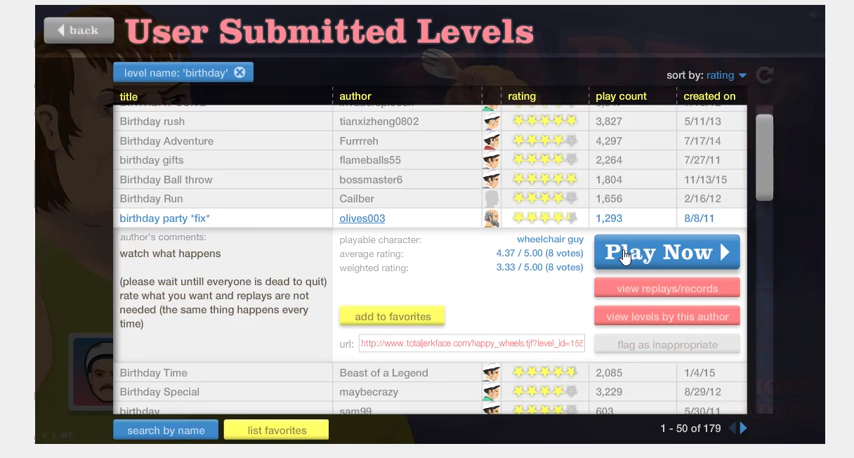 back
User Submitted Levels
level name: 'birthday'
sort by: rating
title author rating play count created on
Birthday rush tianxizheng0802 3,827 5/11/13
Birthday Adventure Furrrreh 4,297 7/17/14
birthday gifts flameballs55 2,264 7/27/11
Birthday Ball throw bossmaster6 1,804 11/13/15
Birthday Run Cailber 1,656 2/16/12
birthday party *fix* olives003 1,293 8/8/11
author's comments:
watch what happens
(please wait untill everyone is dead to quit)
rate what you want and replays are not
needed (the same thing happens every
time)
playable character: wheelchair guy
average rating: 4.37 / 5.00 (8 votes)
weighted rating: 3.33 / 5.00 (8 votes)
add to favorites
url: http://www.totaljerkface.com/happy_wheels.tjf?level_id=155
Play Now
view replays/records
view levels by this author
flag as inappropriate
Birthday Time Beast of a Legend 2,085 1/4/15
Birthday Special maybecrazy 3,229 8/29/12
birthday sam99 603 5/30/11
search by name list favorites 1 - 50 of 179